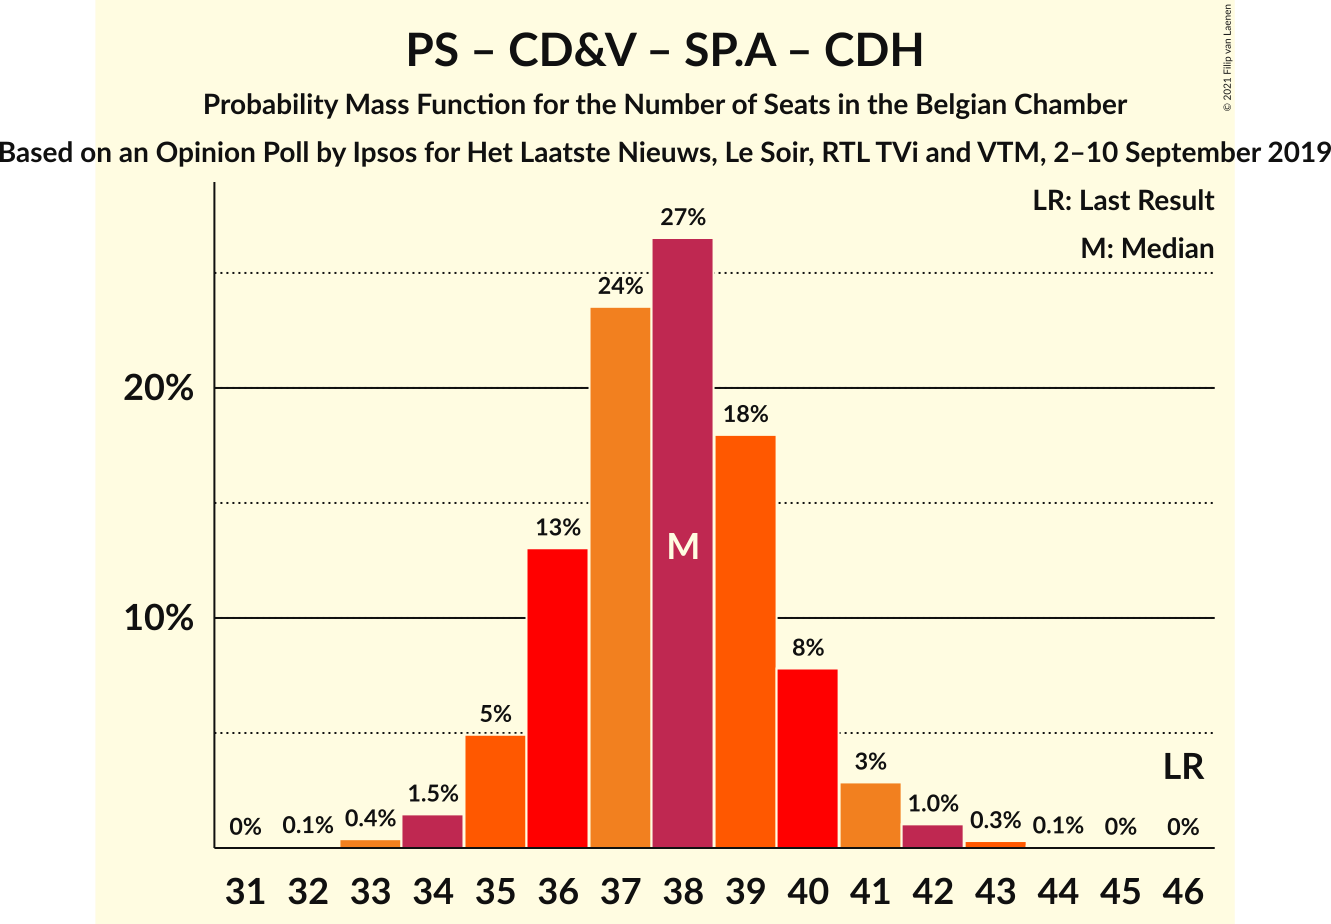 PS – CD&V – SP.A – CDH
Probability Mass Function for the Number of Seats in the Belgian Chamber
Based on an Opinion Poll by Ipsos for Het Laatste Nieuws, Le Soir, RTL TVi and VTM, 2–10 September 2019
© 2021 Filip van Laenen
LR: Last Result
M: Median
27%
24%
20%
18%
13%
M
10%
8%
5%
3%
LR
1.5%
1.0%
0%
0.1%
0.4%
0.3%
0.1%
0%
0%
31 32 33 34 35 36 37 38 39 40 41 42 43 44 45 46